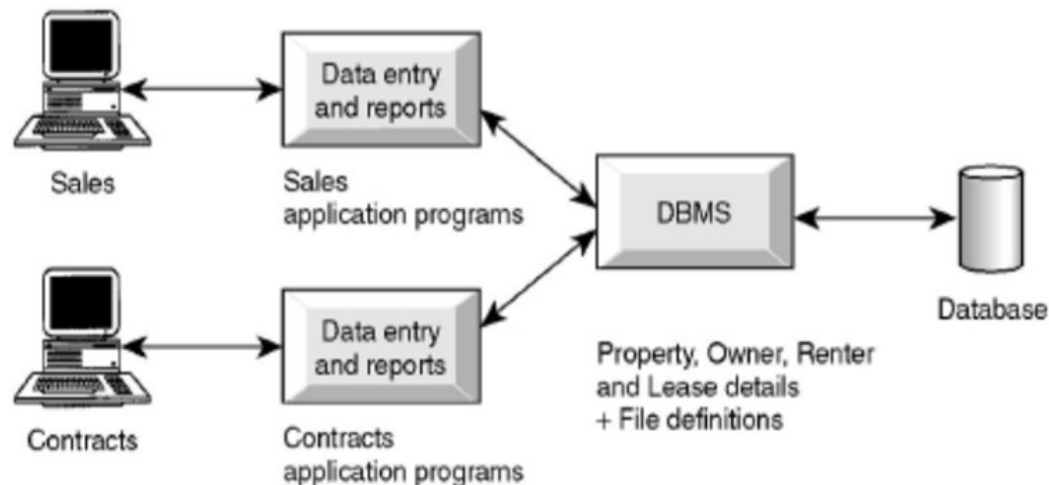 Data entry
and reports
Sales
Sales
application programs
DBMS
Database
Data entry
and reports
Contracts
Contracts
application programs
Property, Owner, Renter
and Lease details
+ File definitions